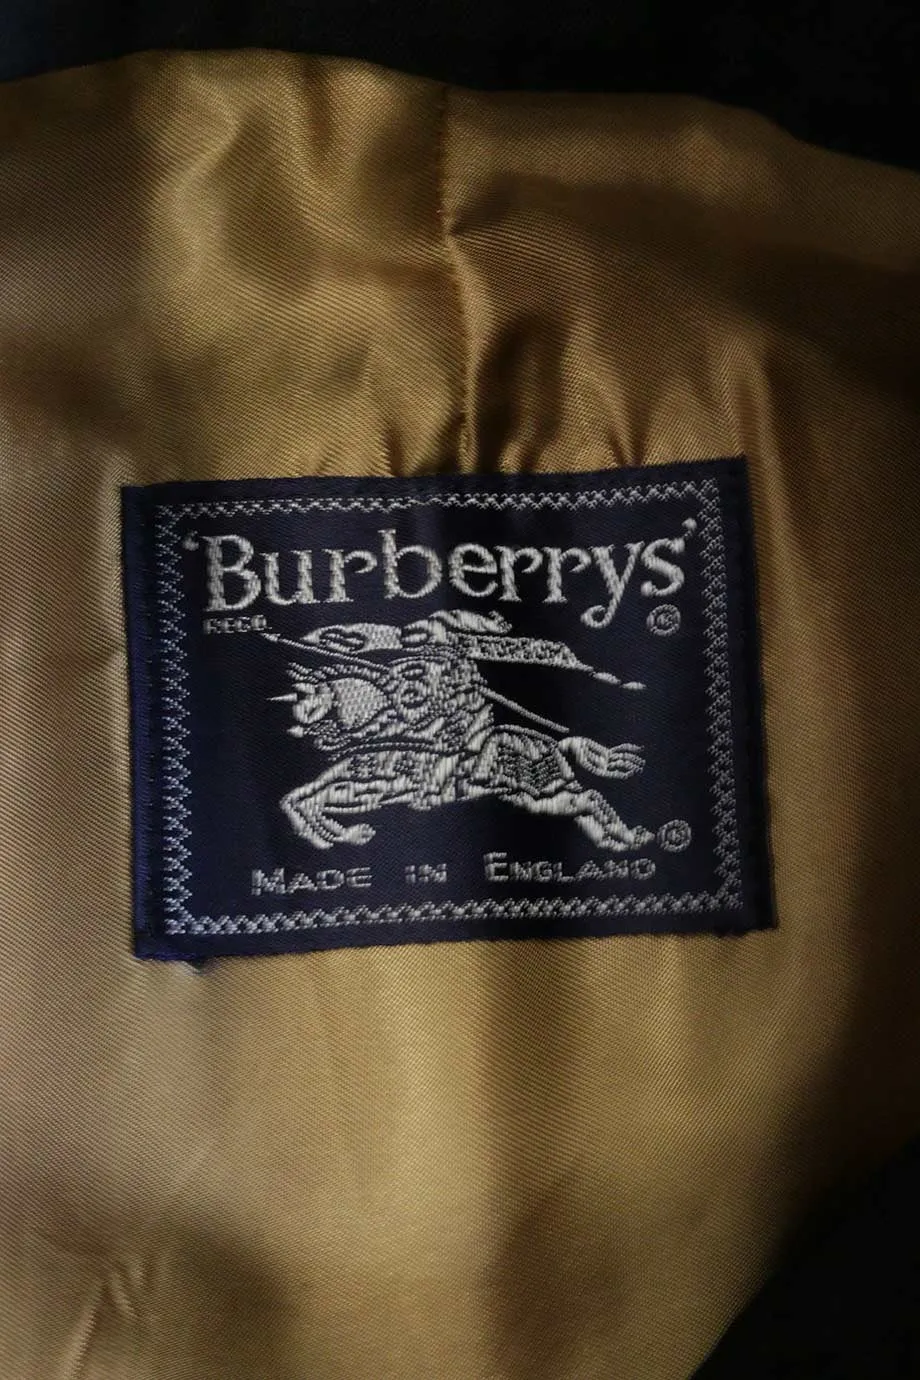 ‘Burberrys’
REGD. ©
©
MADE IN ENGLAND